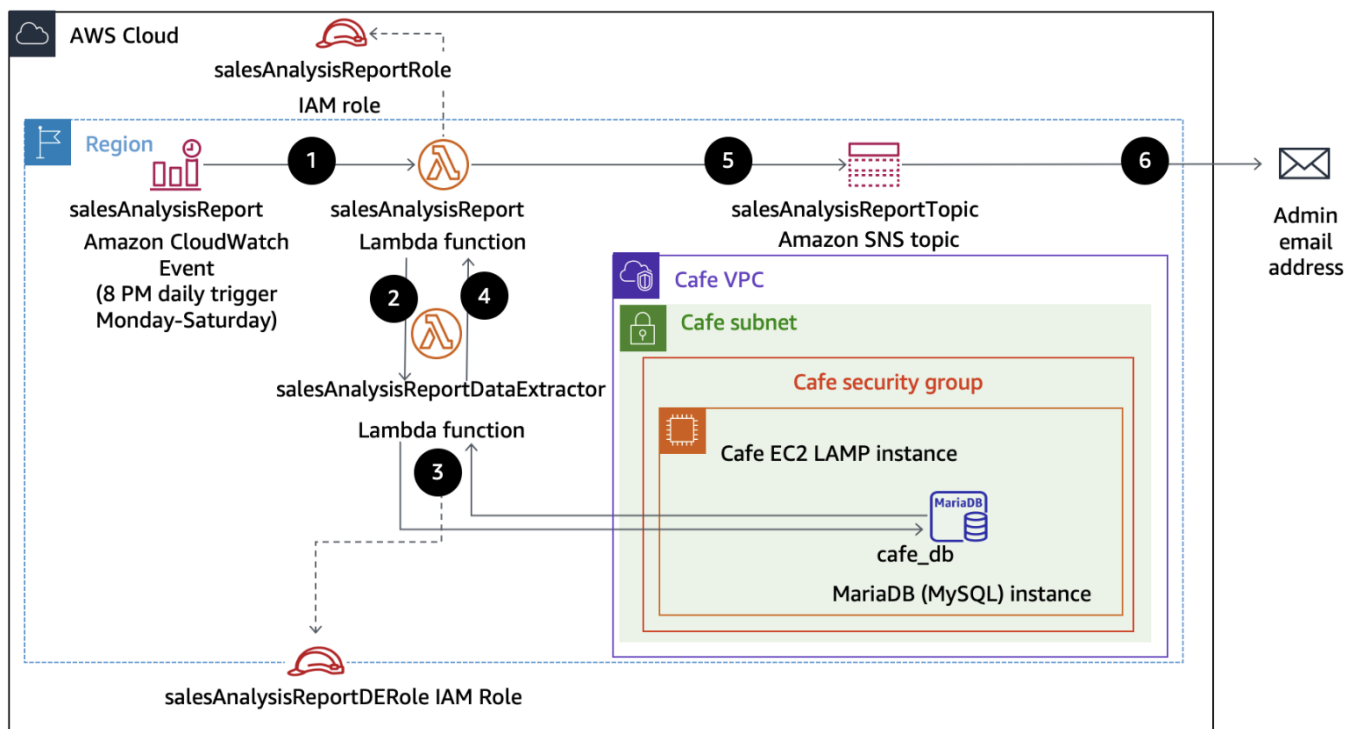 AWS Cloud
salesAnalysisReportRole
IAM role
Region
1
5
6
salesAnalysisReport
Amazon CloudWatch
Event
(8 PM daily trigger
Monday-Saturday)
salesAnalysisReport
Lambda function
salesAnalysisReportTopic
Amazon SNS topic
Admin
email
address
2
4
salesAnalysisReportDataExtractor
Lambda function
3
Cafe VPC
Cafe subnet
Cafe security group
Cafe EC2 LAMP instance
MariaDB
cafe_db
MariaDB (MySQL) instance
salesAnalysisReportDERole IAM Role